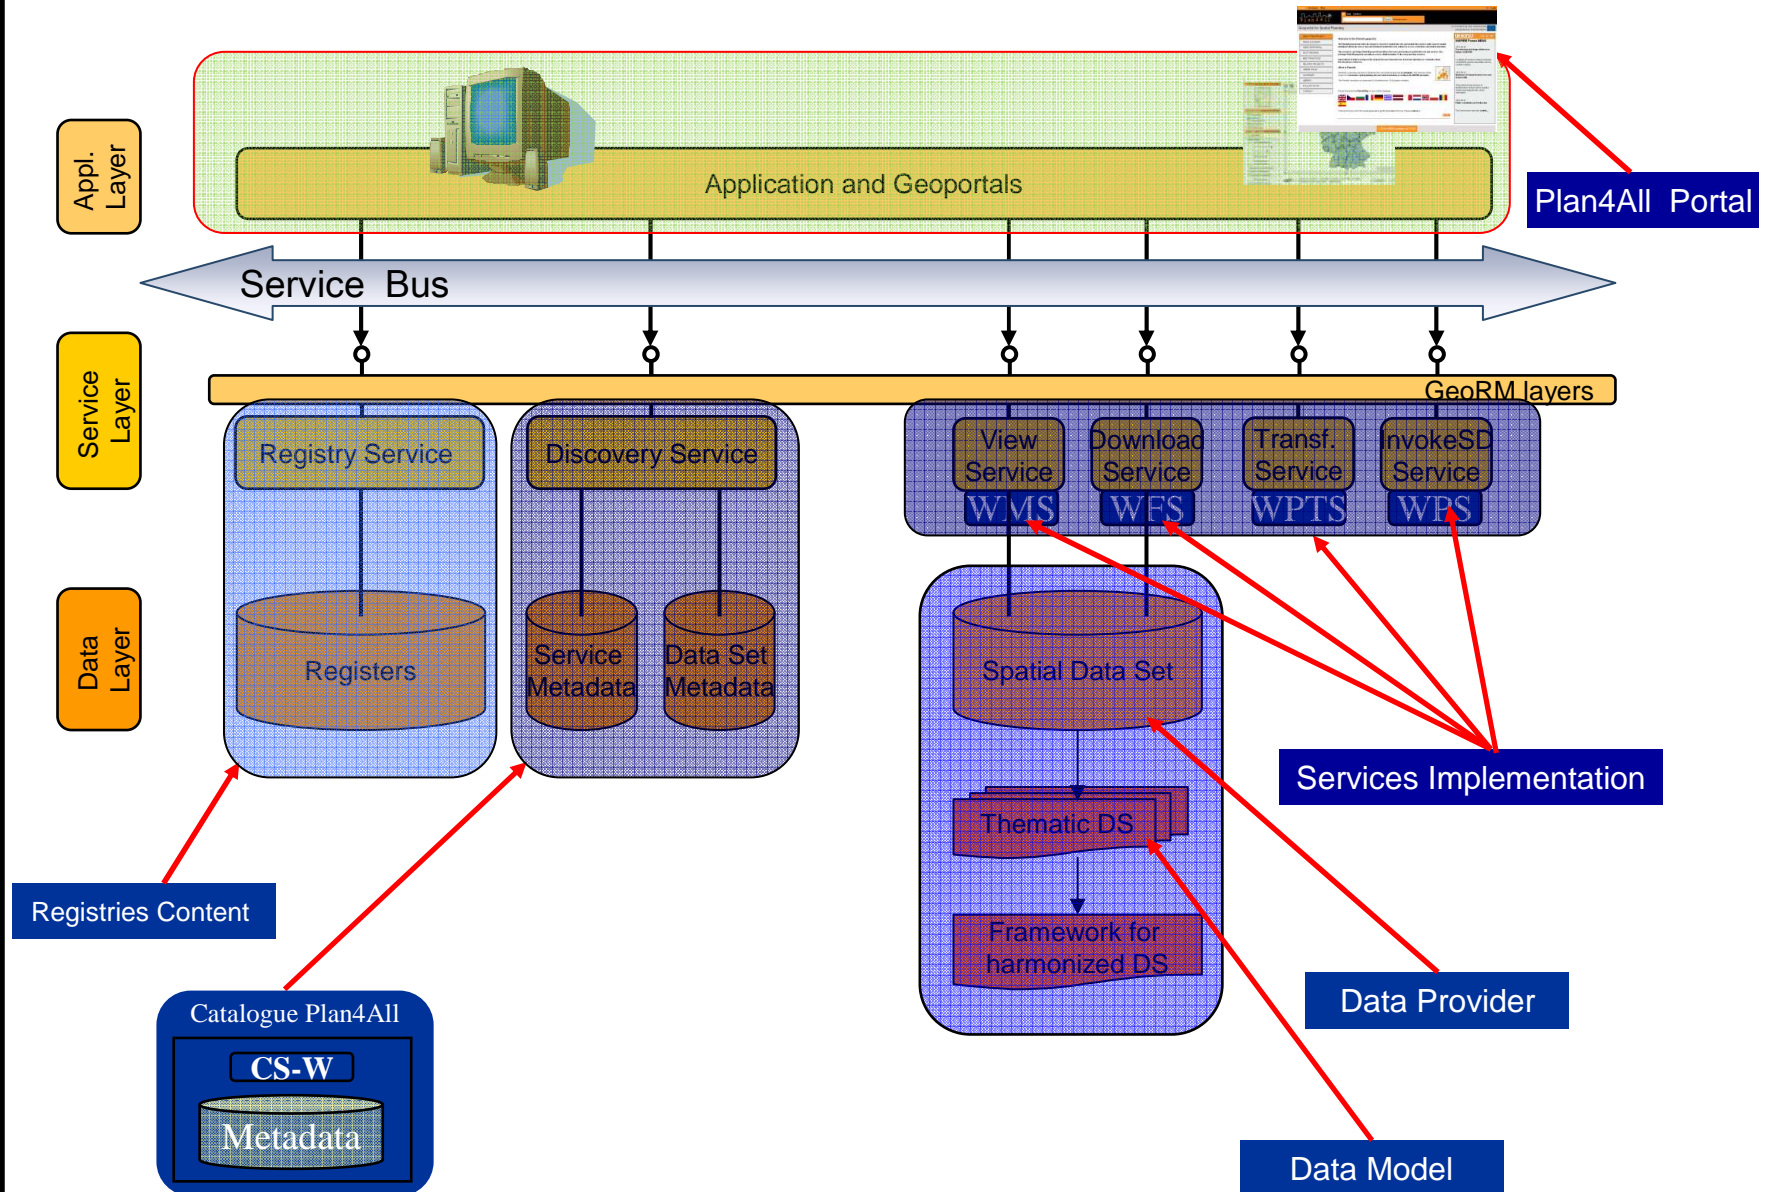 Appl.
Layer
Application and Geoportals
Plan4All Portal
Service Bus
Service
Layer
GeoRM layers
Registry Service
Discovery Service
View
Service
WMS
Download
Service
WFS
Transf.
Service
WPTS
InvokeSD
Service
WPS
Data
Layer
Registers
Service
Metadata
Data Set
Metadata
Spatial Data Set
Services Implementation
Thematic DS
Registries Content
Framework for
harmonized DS
Data Provider
Catalogue Plan4All
CS-W
Metadata
Data Model